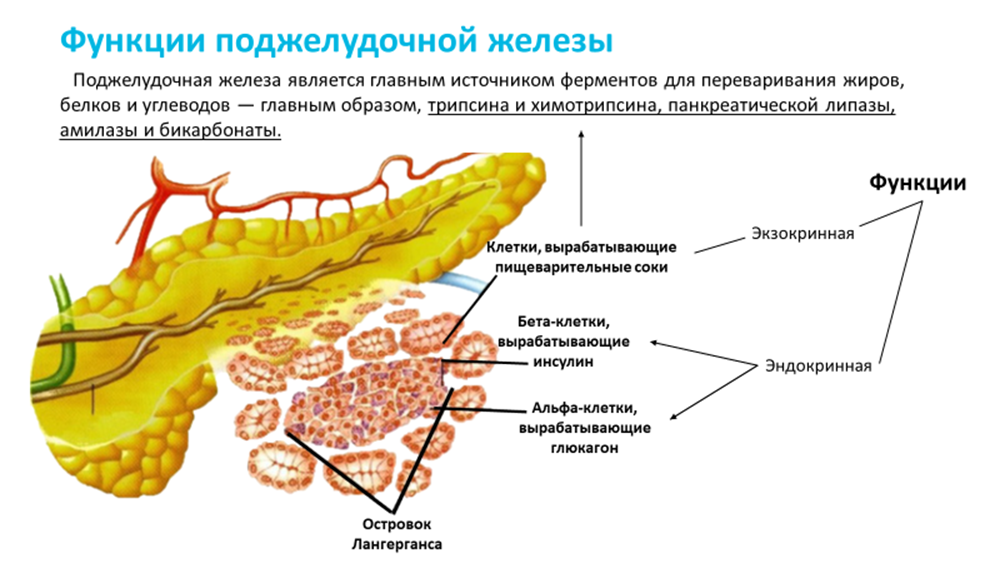 Функции поджелудочной железы
Поджелудочная железа является главным источником ферментов для переваривания жиров,
белков и углеводов — главным образом, трипсина и химотрипсина, панкреатической липазы,
амилазы и бикарбонаты.
Функции
Экзокринная
Клетки, вырабатывающие
пищеварительные соки
Бета-клетки,
вырабатывающие
инсулин
Эндокринная
Альфа-клетки,
вырабатывающие
глюкагон
Островок
Лангерганса